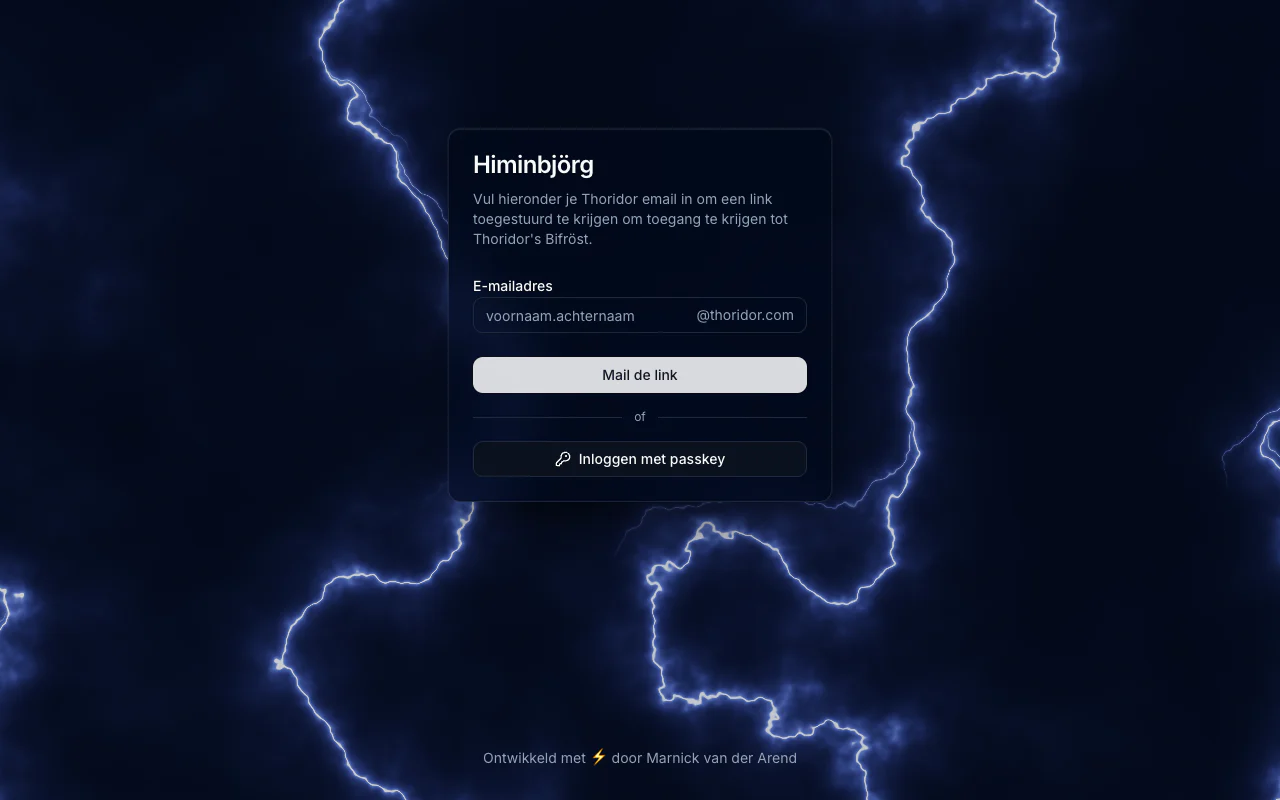 Himinbjörg
Vul hieronder je Thoridor email in om een link
toegestuurd te krijgen om toegang te krijgen tot
Thoridor's Bifröst.
E-mailadres
voornaam.achternaam @thoridor.com
Mail de link
of
Inloggen met passkey
Ontwikkeld met ⚡ door Marnick van der Arend